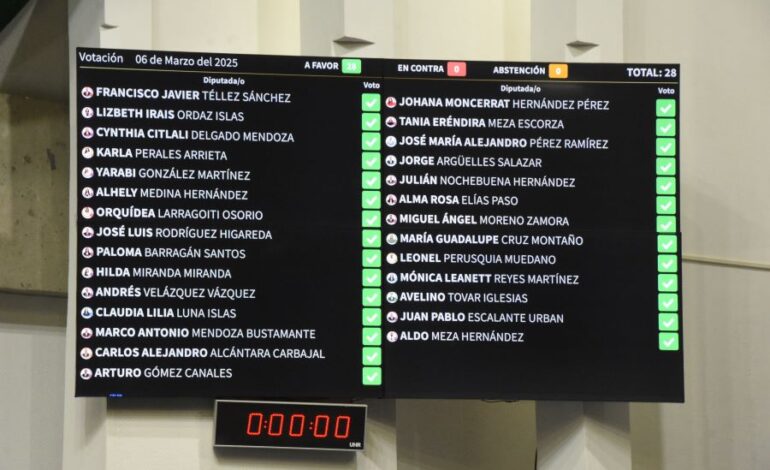 Votación 06 de Marzo del 2025 A FAVOR 28 EN CONTRA 0 ABSTENCIÓN 0 TOTAL: 28
Diputada/o Voto
FRANCISCO JAVIER TÉLLEZ SÁNCHEZ
LIZBETH IRAIS ORDAZ ISLAS
CYNTHIA CITLALI DELGADO MENDOZA
KARLA PERALES ARRIETA
YARABI GONZÁLEZ MARTÍNEZ
ALHELY MEDINA HERNÁNDEZ
ORQUÍDEA LARRAGOITI OSORIO
JOSÉ LUIS RODRÍGUEZ HIGAREDA
PALOMA BARRAGÁN SANTOS
HILDA MIRANDA MIRANDA
ANDRÉS VELÁZQUEZ VÁZQUEZ
CLAUDIA LILIA LUNA ISLAS
MARCO ANTONIO MENDOZA BUSTAMANTE
CARLOS ALEJANDRO ALCÁNTARA CARBAJAL
ARTURO GÓMEZ CANALES
Diputada/o Voto
JOHANA MONCERRAT HERNÁNDEZ PÉREZ
TANIA ERÉNDIRA MEZA ESCORZA
JOSÉ MARÍA ALEJANDRO PÉREZ RAMÍREZ
JORGE ARGÜELLES SALAZAR
JULIÁN NOCHEBUENA HERNÁNDEZ
ALMA ROSA ELÍAS PASO
MIGUEL ÁNGEL MORENO ZAMORA
MARÍA GUADALUPE CRUZ MONTAÑO
LEONEL PERUSQUIA MUEDANO
MÓNICA LEANETT REYES MARTÍNEZ
AVELINO TOVAR IGLESIAS
JUAN PABLO ESCALANTE URBAN
ALDO MEZA HERNÁNDEZ
0:00:00